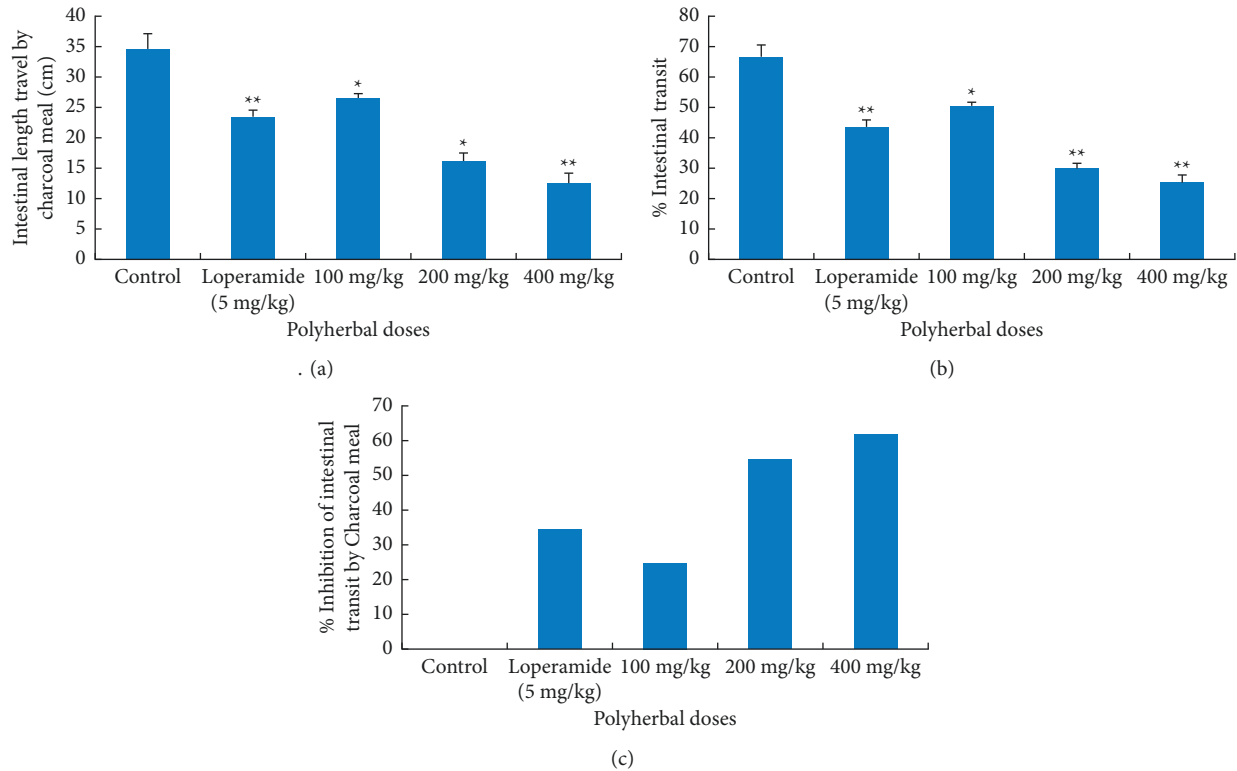 Intestinal length travel by
charcoal meal (cm)
40
35
30
25
20
15
10
5
0
**
*
*
**
Control
Loperamide
(5 mg/kg)
100 mg/kg
200 mg/kg
400 mg/kg
Polyherbal doses
. (a)
% Intestinal transit
80
70
60
50
40
30
20
10
0
**
*
**
**
Control
Loperamide
(5 mg/kg)
100 mg/kg
200 mg/kg
400 mg/kg
Polyherbal doses
(b)
% Inhibition of intestinal
transit by Charcoal meal
70
60
50
40
30
20
10
0
Control
Loperamide
(5 mg/kg)
100 mg/kg
200 mg/kg
400 mg/kg
Polyherbal doses
(c)